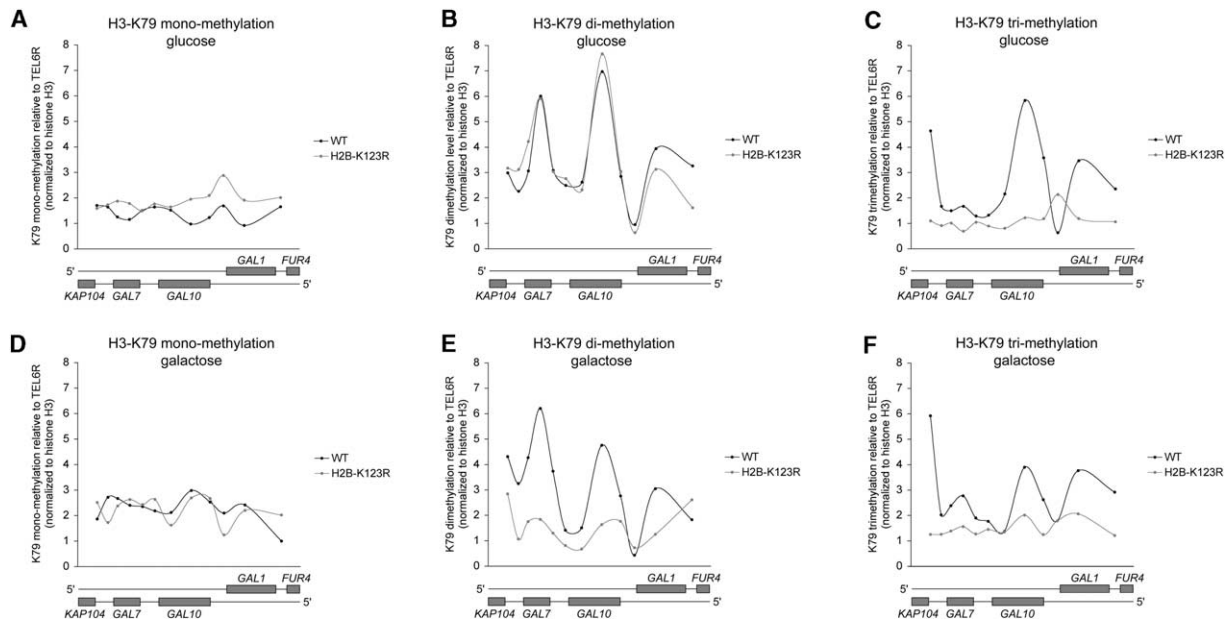 A
H3-K79 mono-methylation
glucose
K79 mono-methylation relative to TEL6R
(normalized to histone H3)
8
7
6
5
4
3
2
1
0
WT
H2B-K123R
GAL1 FUR4
5'
5'
KAP104 GAL7 GAL10
B
H3-K79 di-methylation
glucose
K79 dimethylation level relative to TEL6R
(normalized to histone H3)
8
7
6
5
4
3
2
1
0
WT
H2B-K123R
GAL1 FUR4
5'
5'
KAP104 GAL7 GAL10
C
H3-K79 tri-methylation
glucose
K79 trimethylation relative to TEL6R
(normalized to histone H3)
8
7
6
5
4
3
2
1
0
WT
H2B-K123R
GAL1 FUR4
5'
5'
KAP104 GAL7 GAL10
D
H3-K79 mono-methylation
galactose
K79 mono-methylation relative to TEL6R
(normalized to histone H3)
8
7
6
5
4
3
2
1
0
WT
H2B-K123R
GAL1 FUR4
5'
5'
KAP104 GAL7 GAL10
E
H3-K79 di-methylation
galactose
K79 dimethylation relative to TEL6R
(normalized to histone H3)
8
7
6
5
4
3
2
1
0
WT
H2B-K123R
GAL1 FUR4
5'
5'
KAP104 GAL7 GAL10
F
H3-K79 tri-methylation
galactose
K79 trimethylation relative to TEL6R
(normalized to histone H3)
8
7
6
5
4
3
2
1
0
WT
H2B-K123R
GAL1 FUR4
5'
5'
KAP104 GAL7 GAL10